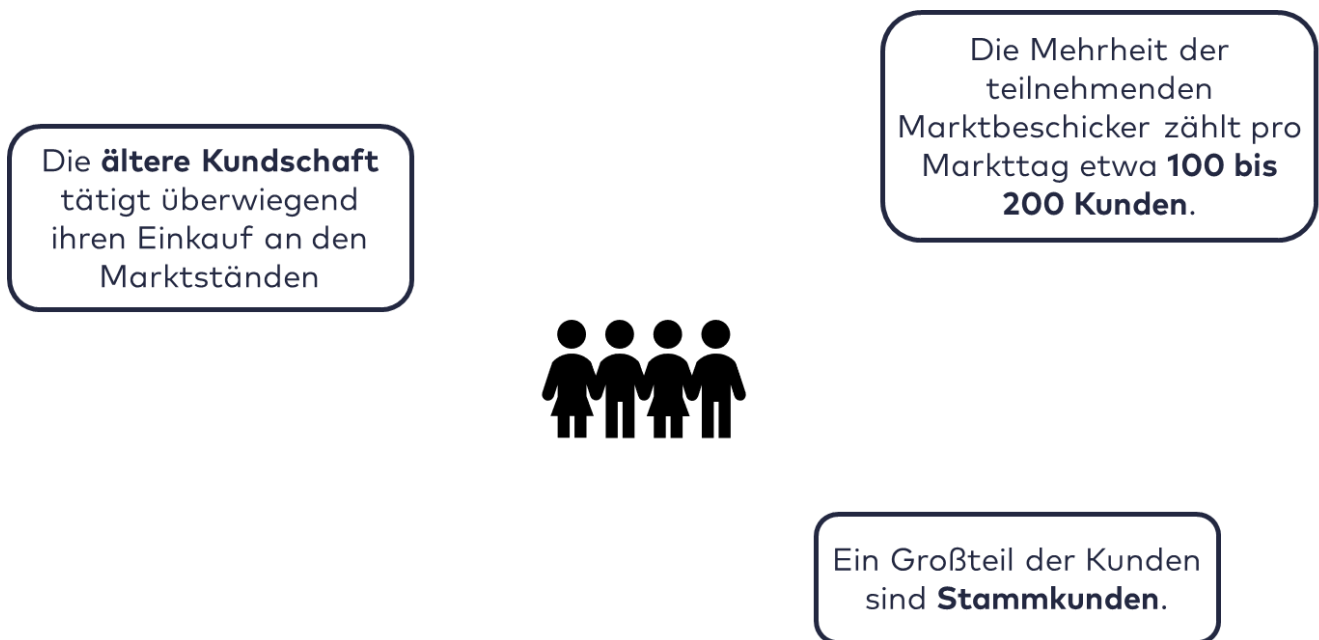 Die Mehrheit der
teilnehmenden
Marktbeschicker zählt pro
Markttag etwa 100 bis
200 Kunden.
Die ältere Kundschaft
tätigt überwiegend
ihren Einkauf an den
Marktständen
Ein Großteil der Kunden
sind Stammkunden.